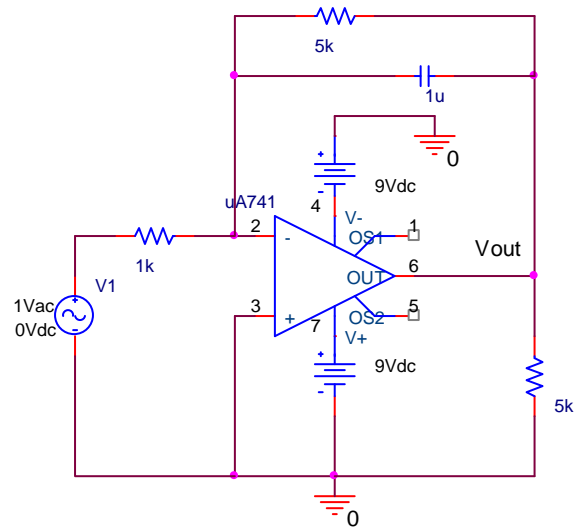 5k
1u
+
-
0
9Vdc
uA741
4
V-
2
-
OS1
1
1k
Vout
V1
OUT
6
+
-
1Vac
0Vdc
3
+
OS2
5
7
V+
+
-
9Vdc
5k
0